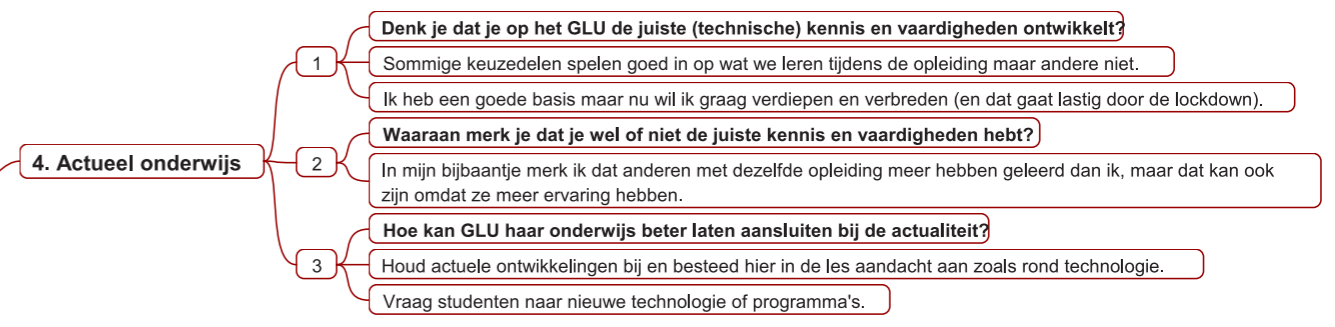 4. Actueel onderwijs
1
Denk je dat je op het GLU de juiste (technische) kennis en vaardigheden ontwikkelt?
Sommige keuzedelen spelen goed in op wat we leren tijdens de opleiding maar andere niet.
Ik heb een goede basis maar nu wil ik graag verdiepen en verbreden (en dat gaat lastig door de lockdown).
2
Waaraan merk je dat je wel of niet de juiste kennis en vaardigheden hebt?
In mijn bijbaantje merk ik dat anderen met dezelfde opleiding meer hebben geleerd dan ik, maar dat kan ook
zijn omdat ze meer ervaring hebben.
3
Hoe kan GLU haar onderwijs beter laten aansluiten bij de actualiteit?
Houd actuele ontwikkelingen bij en besteed hier in de les aandacht aan zoals rond technologie.
Vraag studenten naar nieuwe technologie of programma's.